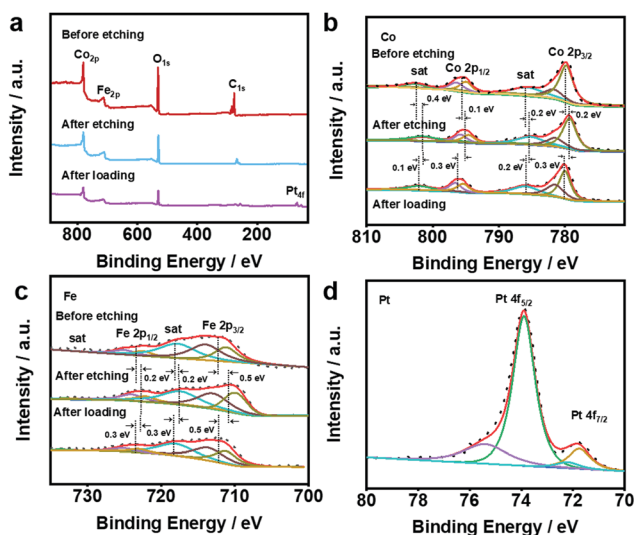 a
Before etching
Co2p
Fe2p
O1s
C1s
After etching
After loading
Pt4f
Intensity / a.u.
800 600 400 200
Binding Energy / eV
b
Co
Before etching
sat Co 2p1/2 sat Co 2p3/2
0.4 eV
0.1 eV
0.2 eV 0.2 eV
After etching
0.1 eV 0.3 eV 0.2 eV 0.3 eV
After loading
Intensity / a.u.
810 800 790 780
Binding Energy / eV
c
Fe
Before etching
sat Fe 2p1/2 sat Fe 2p3/2
After etching
0.2 eV 0.2 eV 0.5 eV
After loading
0.3 eV 0.3 eV 0.5 eV
Intensity / a.u.
730 720 710 700
Binding Energy / eV
d
Pt
Pt 4f5/2
Pt 4f7/2
Intensity / a.u.
80 78 76 74 72 70
Binding Energy / eV